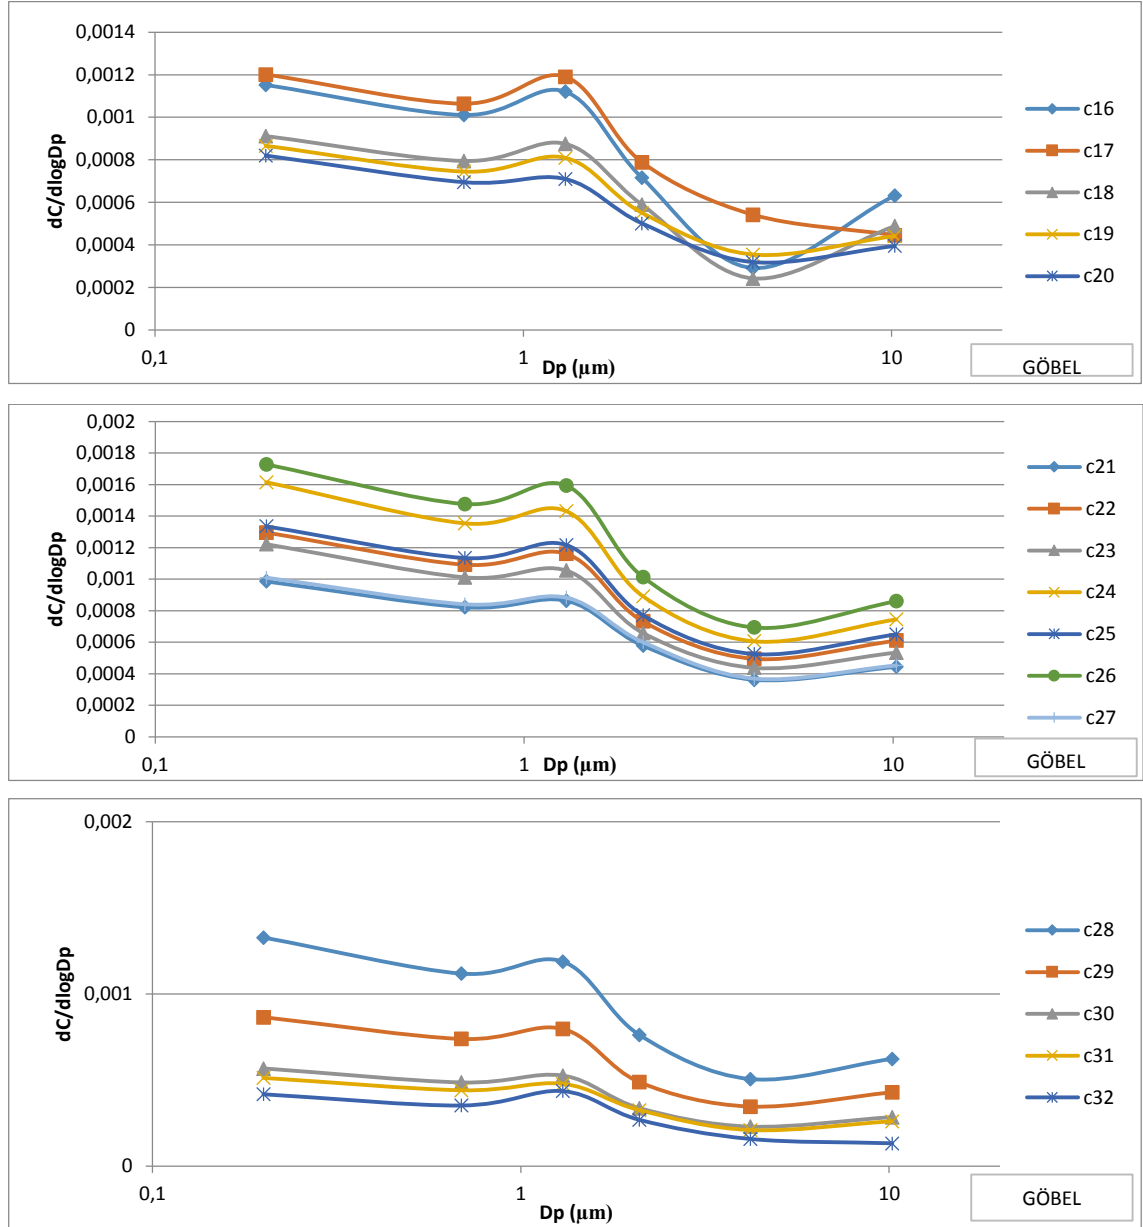 0,0014
0,0012
0,001
0,0008
0,0006
0,0004
0,0002
0
dC/dlogDp
0,1
1
10
Dp (µm)
c16
c17
c18
c19
c20
GÖBEL
0,002
0,0018
0,0016
0,0014
0,0012
0,001
0,0008
0,0006
0,0004
0,0002
0
dC/dlogDp
0,1
1
10
Dp (µm)
c21
c22
c23
c24
c25
c26
c27
GÖBEL
0,002
0,001
0
dC/dlogDp
0,1
1
10
Dp (µm)
c28
c29
c30
c31
c32
GÖBEL